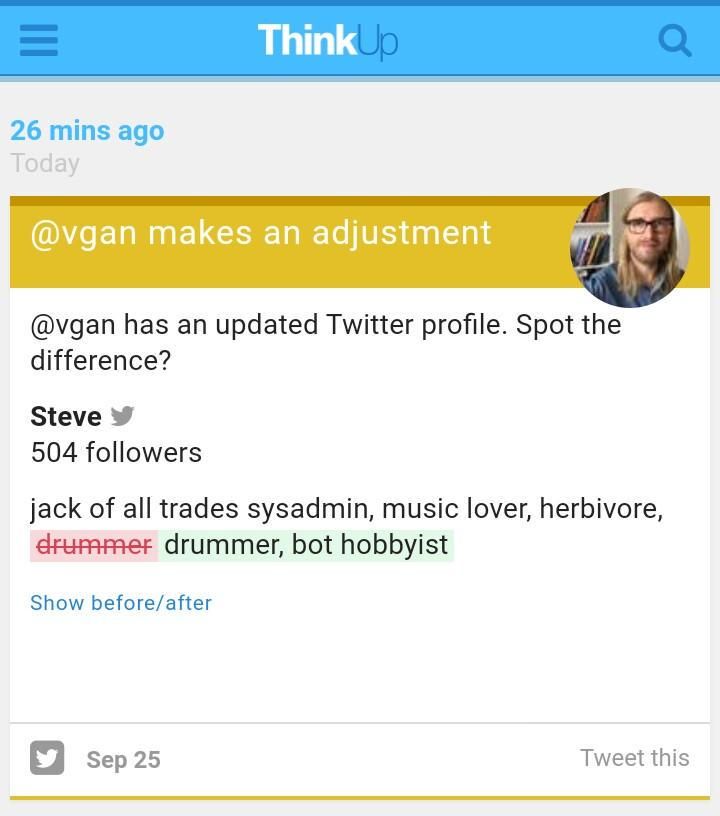 ThinkUp
26 mins ago
Today
@vgan makes an adjustment
@vgan has an updated Twitter profile. Spot the
difference?
Steve
504 followers
jack of all trades sysadmin, music lover, herbivore,
drummer drummer, bot hobbyist
Show before/after
Sep 25
Tweet this